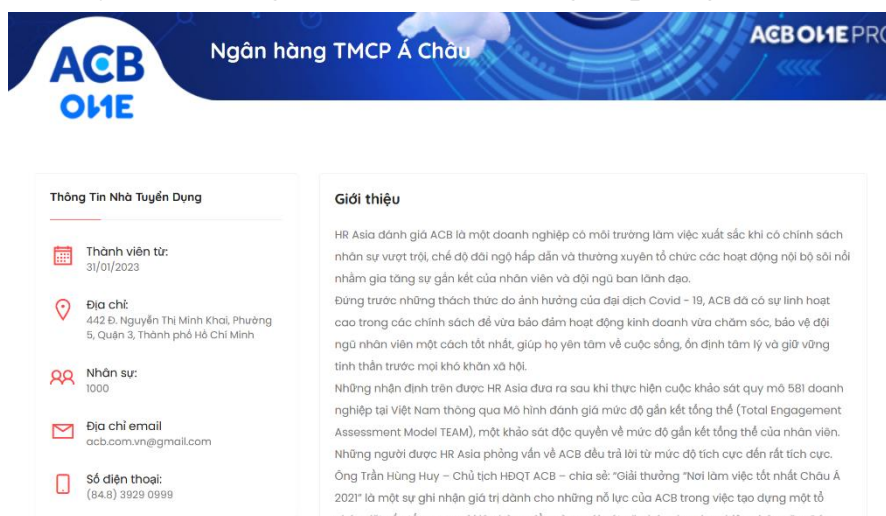 ACB
ONE
Ngân hàng TMCP Á Châu
ACB ONE PRO
Thông Tin Nhà Tuyển Dụng
Thành viên từ:
31/01/2023
Địa chỉ:
442 Đ. Nguyễn Thị Minh Khai, Phường
5, Quận 3, Thành phố Hồ Chí Minh
Nhân sự:
1000
Địa chỉ email
acb.com.vn@gmail.com
Số điện thoại:
(84.8) 3929 0999
Giới thiệu
HR Asia đánh giá ACB là một doanh nghiệp có môi trường làm việc xuất sắc khi có chính sách
nhân sự vượt trội, chế độ đãi ngộ hấp dẫn và thường xuyên tổ chức các hoạt động nội bộ sôi nổi
nhằm gia tăng sự gắn kết của nhân viên và đội ngũ ban lãnh đạo.
Đứng trước những thách thức do ảnh hưởng của đại dịch Covid - 19, ACB đã có sự linh hoạt
cao trong các chính sách để vừa bảo đảm hoạt động kinh doanh vừa chăm sóc, bảo vệ đội
ngũ nhân viên một cách tốt nhất, giúp họ yên tâm về cuộc sống, ổn định tâm lý và giữ vững
tinh thần trước mọi khó khăn xã hội.
Những nhận định trên được HR Asia đưa ra sau khi thực hiện cuộc khảo sát quy mô 581 doanh
nghiệp tại Việt Nam thông qua Mô hình đánh giá mức độ gắn kết tổng thể (Total Engagement
Assessment Model TEAM), một khảo sát độc quyền về mức độ gắn kết tổng thể của nhân viên.
Những người được HR Asia phỏng vấn về ACB đều trả lời từ mức độ tích cực đến rất tích cực.
Ông Trần Hùng Huy – Chủ tịch HĐQT ACB – chia sẻ: "Giải thưởng "Nơi làm việc tốt nhất Châu Á
2021" là một sự ghi nhận giá trị dành cho những nỗ lực của ACB trong việc tạo dựng một tổ